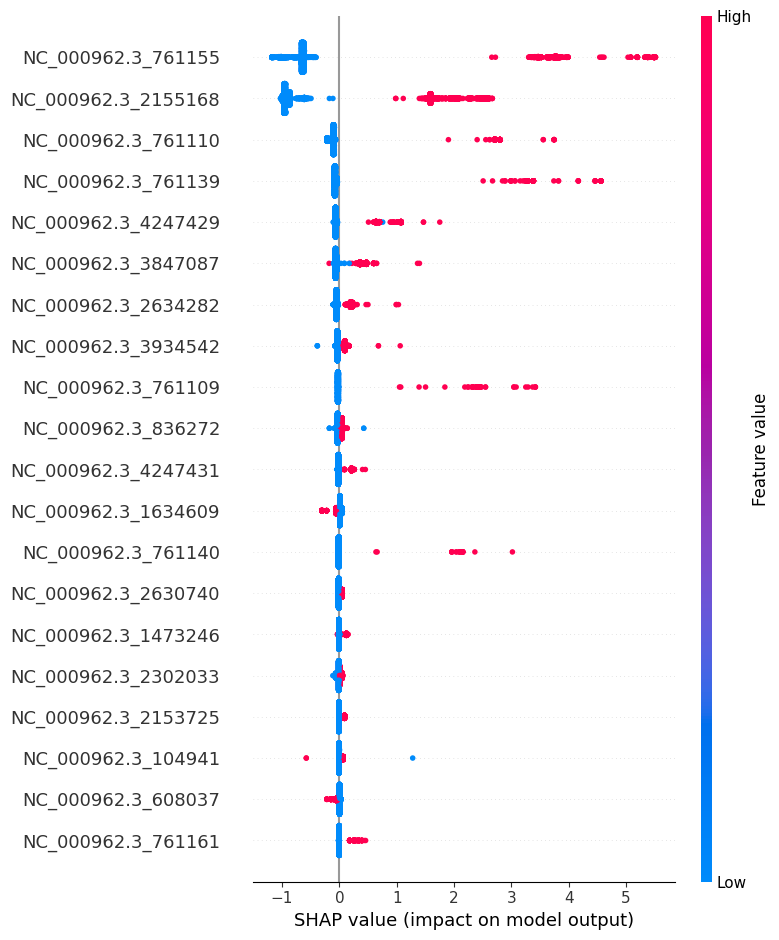 High
NC_000962.3_761155
NC_000962.3_2155168
NC_000962.3_761110
NC_000962.3_761139
NC_000962.3_4247429
NC_000962.3_3847087
NC_000962.3_2634282
NC_000962.3_3934542
NC_000962.3_761109
NC_000962.3_836272
NC_000962.3_4247431
NC_000962.3_1634609
NC_000962.3_761140
NC_000962.3_2630740
NC_000962.3_1473246
NC_000962.3_2302033
NC_000962.3_2153725
NC_000962.3_104941
NC_000962.3_608037
NC_000962.3_761161
Feature value
Low
−1 0 1 2 3 4 5
SHAP value (impact on model output)